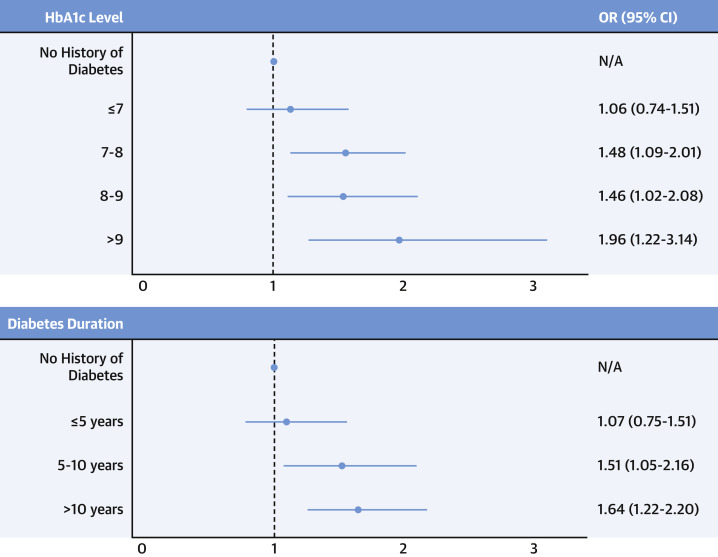 HbA1c Level OR (95% CI)
No History of
Diabetes N/A
≤7 1.06 (0.74-1.51)
7-8 1.48 (1.09-2.01)
8-9 1.46 (1.02-2.08)
>9 1.96 (1.22-3.14)
0 1 2 3
Diabetes Duration
No History of
Diabetes N/A
≤5 years 1.07 (0.75-1.51)
5-10 years 1.51 (1.05-2.16)
>10 years 1.64 (1.22-2.20)
0 1 2 3